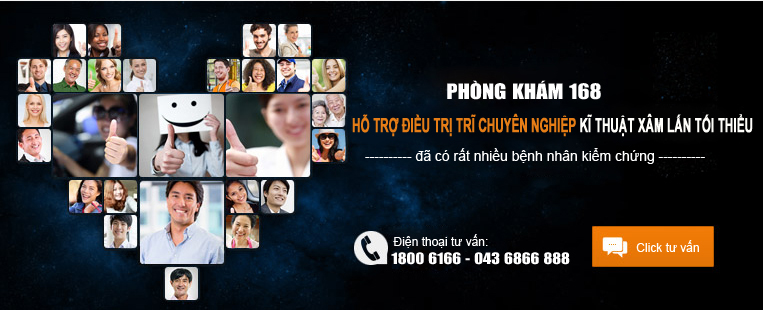 PHÒNG KHÁM 168
HỖ TRỢ ĐIỀU TRỊ TRĨ CHUYÊN NGHIỆP KĨ THUẬT XÂM LẤN TỐI THIỂU
---------- đã có rất nhiều bệnh nhân kiểm chứng ----------
Điện thoại tư vấn:
1800 6166 - 043 6866 888
Click tư vấn